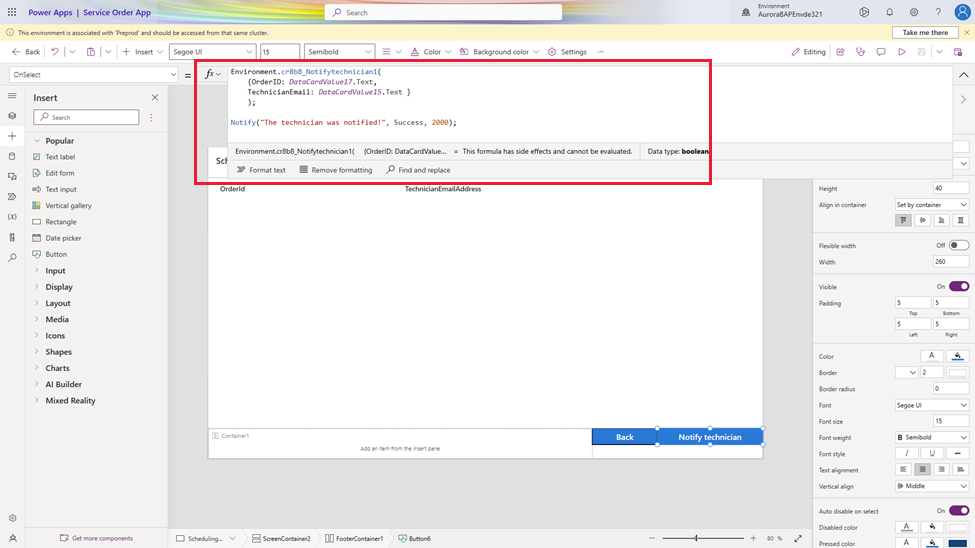 Power Apps | Service Order App
Search
Environment
AuroraBAPEnvde321
?
This environment is associated with 'Preprod' and should be accessed from that same cluster.
Take me there
Back
Insert
Segoe UI
15
Semibold
Color
Background color
Settings
Editing
OnSelect
=
fx
Environment.cr8b8_Notifytechnician1(
{OrderID: DataCardValue17.Text,
TechnicianEmail: DataCardValue15.Text }
);
Notify("The technician was notified!", Success, 2000);
Environment.cr8b8_Notifytechnician1( {OrderID: DataCardValue... = This formula has side effects and cannot be evaluated. Data type: boolean
Format text
Remove formatting
Find and replace
Insert
Search
Popular
Text label
Edit form
Text input
Vertical gallery
Rectangle
Date picker
Button
Input
Display
Layout
Media
Icons
Shapes
Charts
AI Builder
Mixed Reality
Get more components
Sch
OrderId
TechnicianEmailAddress
Container1
Add an item from the insert pane
Back
Notify technician
Height
40
Align in container
Set by container
Flexible width
Off
Width
260
Visible
On
Padding
5
5
Top
Bottom
5
5
Left
Right
Color
A
Border
2
Border radius
0
Font
Segoe UI
Font size
15
Font weight
B Semibold
Font style
/
U
Text alignment
Vertical align
Middle
Auto disable on select
On
Disabled color
A
Pressed color
A
Scheduling...
ScreenContainer2
FooterContainer1
Button6
80 %